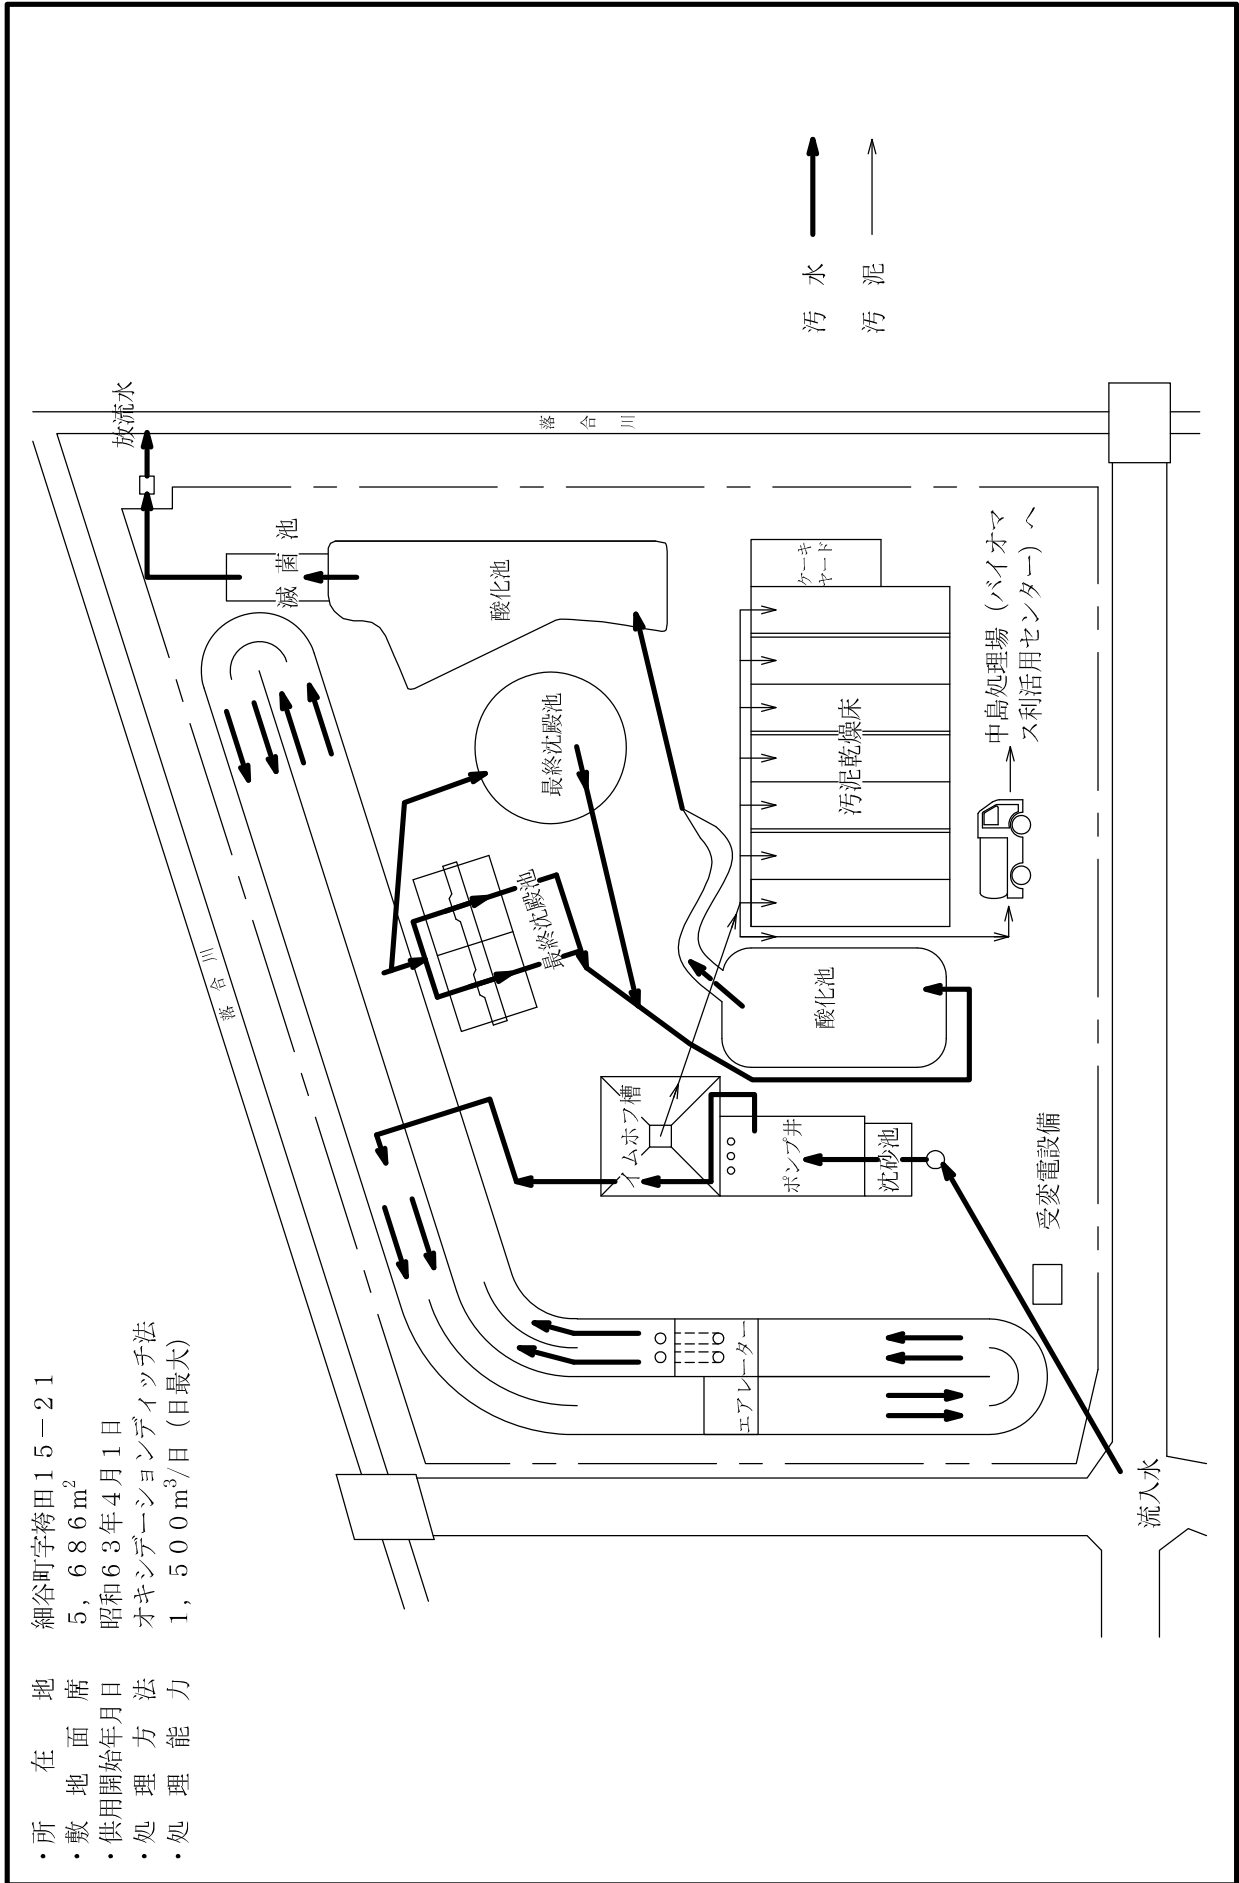 ・所在地 細谷町字袴田１５－２１
・敷地面席 ５，６８６ｍ²
・供用開始年月日 昭和６３年４月１日
・処理方法 オキシデーションディッチ法
・処理能力 １，５００ｍ³/日（日最大）
落合川
放流水
滅菌池
酸化池
落合川
最終沈殿池
最終沈殿池
イムホフ槽
ポンプ井
沈砂池
エアレーター
酸化池
汚泥乾燥床
ケーキ
ヤード
中島処理場（バイオマ
ス利活用センター）へ
受変電設備
流入水
汚水
汚泥